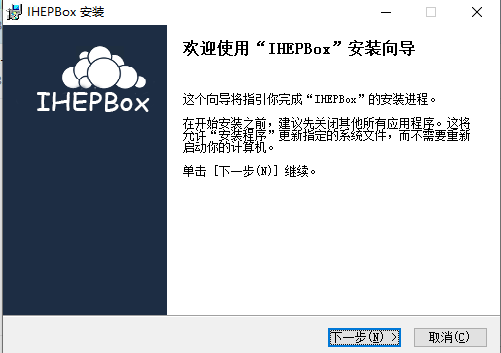 IHEPBox 安装
IHEPBox
欢迎使用“IHEPBox”安装向导
这个向导将指引你完成“IHEPBox”的安装进程。
在开始安装之前，建议先关闭其他所有应用程序。这将
允许“安装程序”更新指定的系统文件，而不需要重新
启动你的计算机。
单击 [下一步(N)] 继续。
下一步(N) >
取消(C)